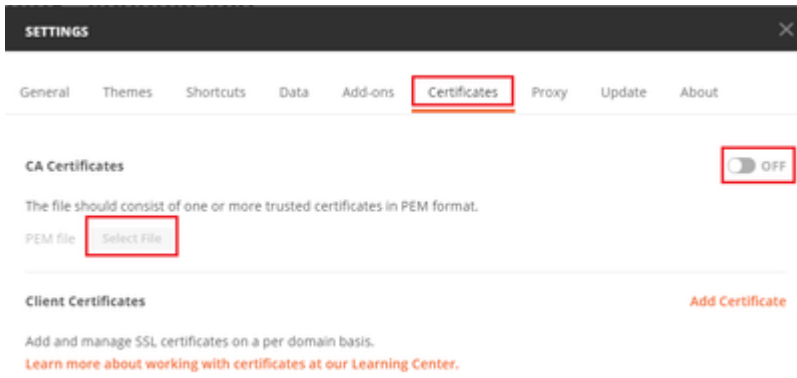 SETTINGS
General Themes Shortcuts Data Add-ons Certificates Proxy Update About
CA Certificates OFF
The file should consist of one or more trusted certificates in PEM format.
PEM file Select File
Client Certificates Add Certificate
Add and manage SSL certificates on a per domain basis.
Learn more about working with certificates at our Learning Center.